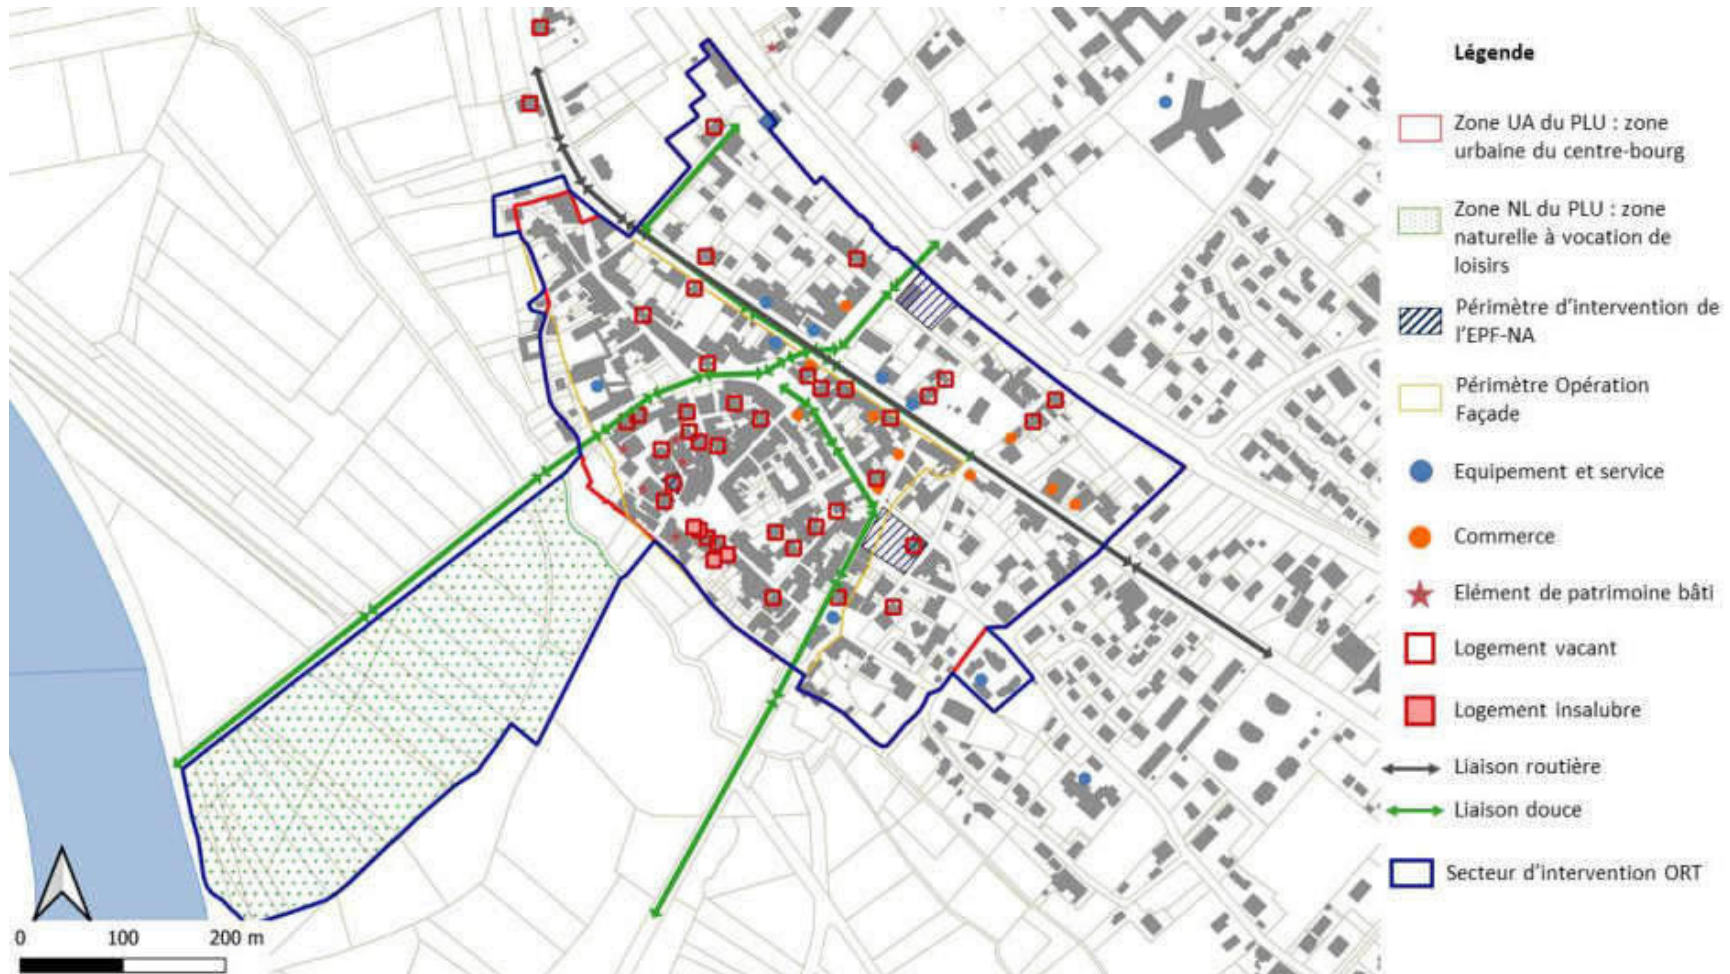 Légende
Zone UA du PLU : zone
urbaine du centre-bourg
Zone NL du PLU : zone
naturelle à vocation de
loisirs
Périmètre d'intervention de
l'EPF-NA
Périmètre Opération
Façade
Equipement et service
Commerce
Elément de patrimoine bâti
Logement vacant
Logement insalubre
Liaison routière
Liaison douce
Secteur d'intervention ORT
0 100 200 m